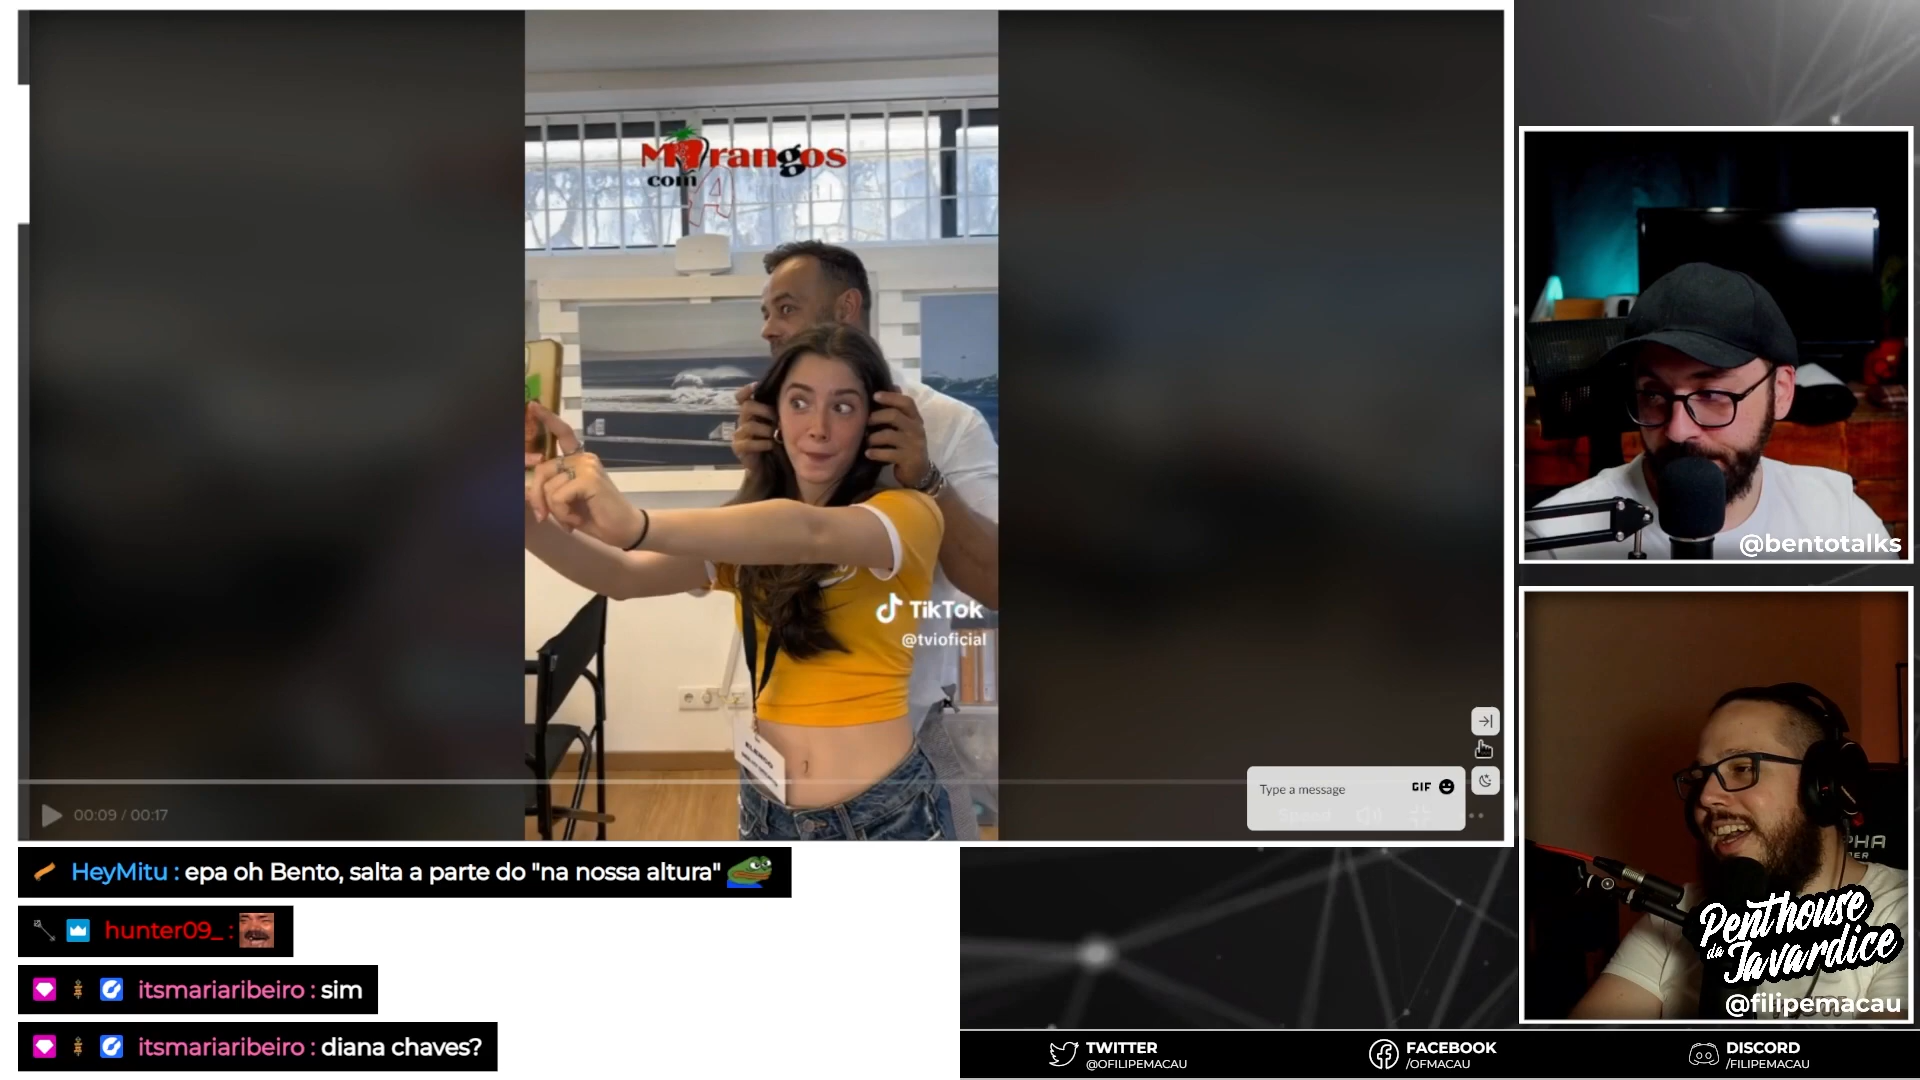 Morangos
com
A
TikTok
@tvioficial
00:09 / 00:17
Type a message
GIF
@bentotalks
HeyMitu : epa oh Bento, salta a parte do "na nossa altura"
hunter09_ :
itsmariaribeiro : sim
itsmariaribeiro : diana chaves?
Penthouse
da Javardice
@filipemacau
TWITTER
@OFILIPEMACAU
FACEBOOK
/OFMACAU
DISCORD
/FILIPEMACAU